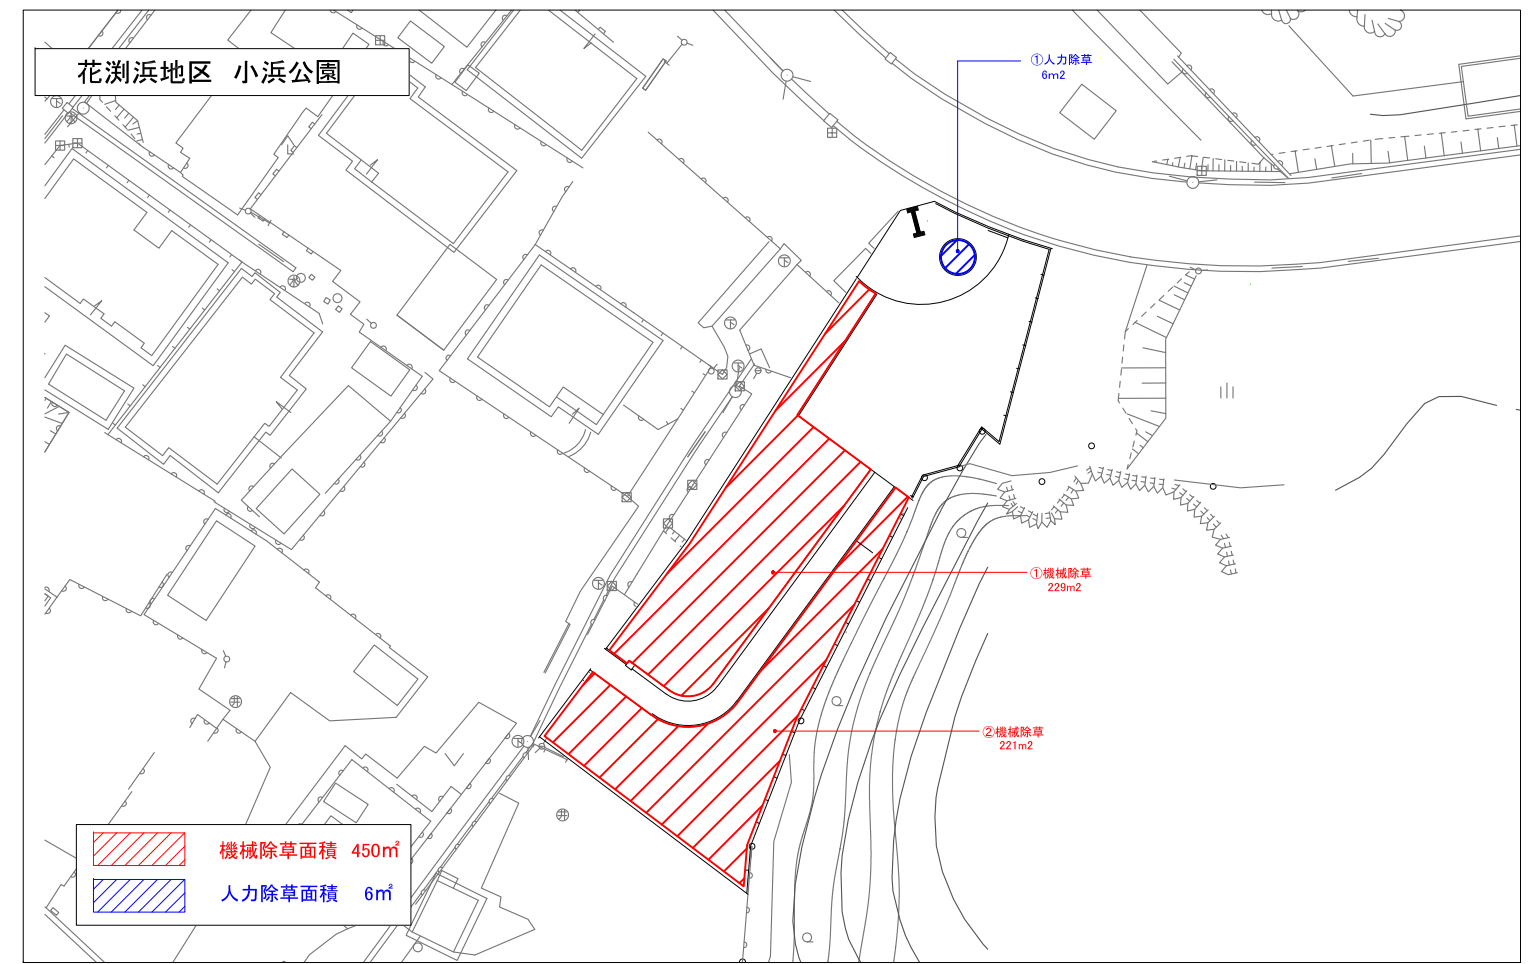 花渕浜地区　小浜公園
①人力除草
6m2
①機械除草
229m2
②機械除草
221m2
機械除草面積　450㎡
人力除草面積　6㎡